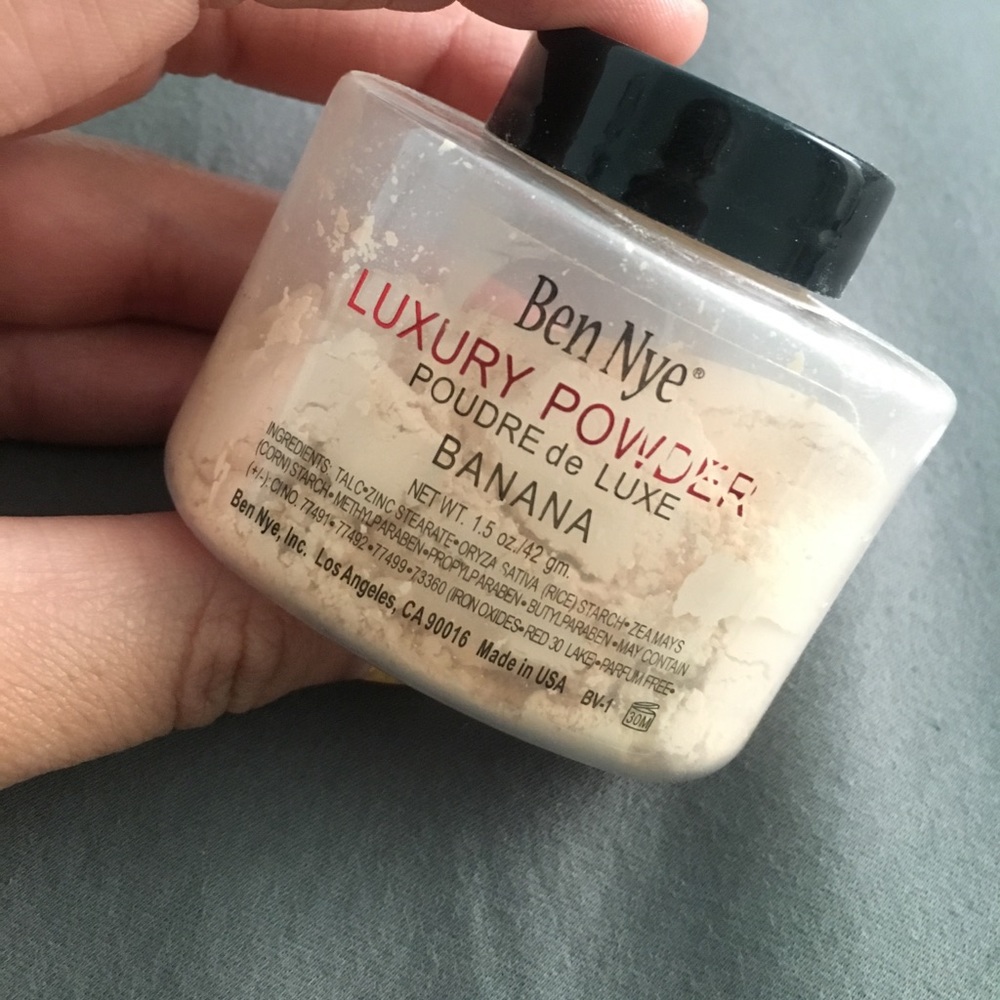 Ben Nye®
LUXURY POWDER
POUDRE de LUXE
BANANA
NET WT. 1.5 oz./42 gm.
INGREDIENTS: TALC•ZINC STEARATE•ORYZA SATIVA (RICE) STARCH•ZEA MAYS
(CORN) STARCH•METHYLPARABEN•PROPYLPARABEN•BUTYLPARABEN•MAY CONTAIN
(+/-): CI NO. 77491•77492•77499•73360 (IRON OXIDES•RED 30 LAKE)•PARFUM FREE•
Ben Nye, Inc. Los Angeles, CA 90016 Made in USA BV-1 30M